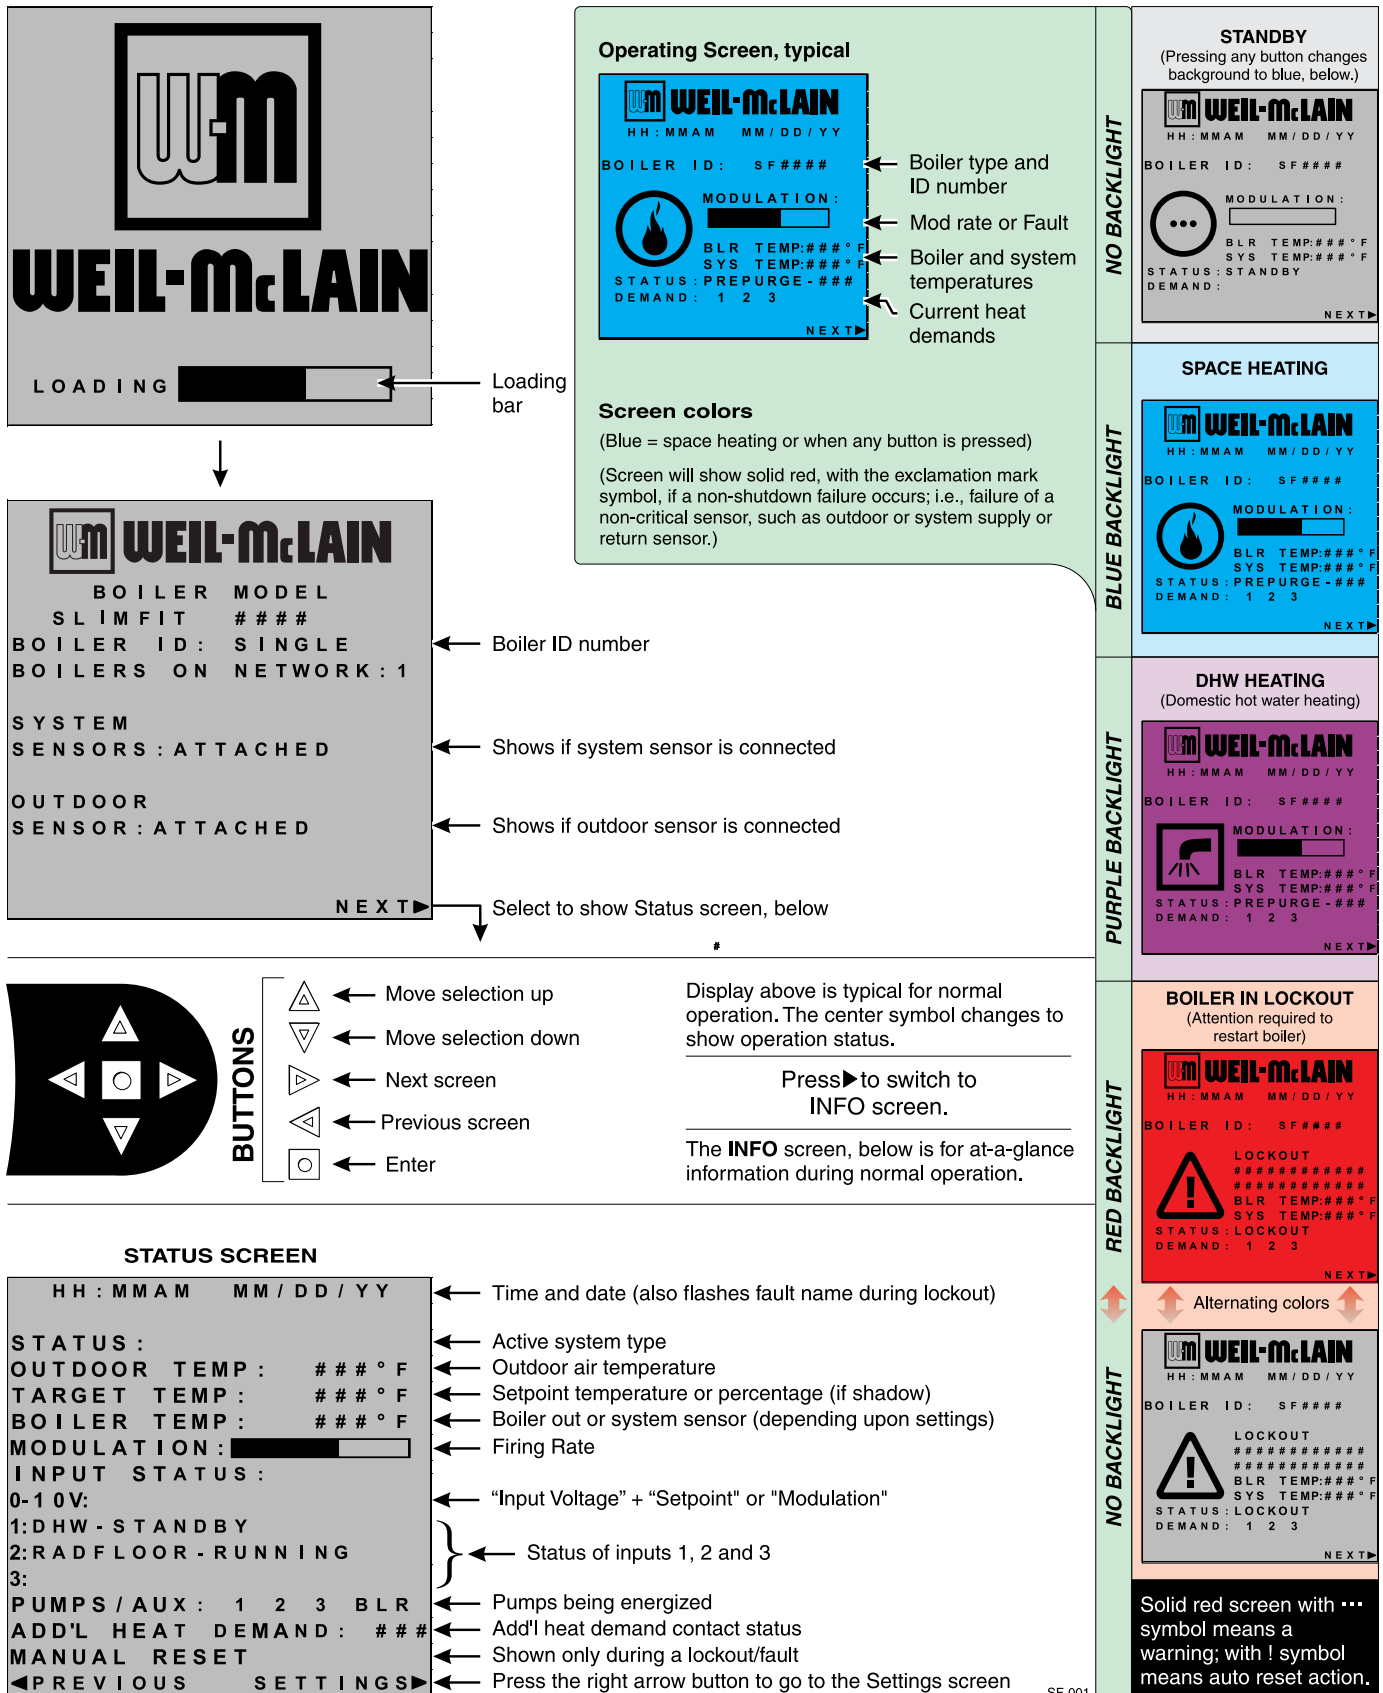 W-M
WEIL-McLAIN
LOADING
Loading
bar
WM WEIL-McLAIN
BOILER MODEL
SLIMFIT ####
BOILER ID: SINGLE
BOILERS ON NETWORK:1
SYSTEM
SENSORS:ATTACHED
OUTDOOR
SENSOR:ATTACHED
NEXT▶
Boiler ID number
Shows if system sensor is connected
Shows if outdoor sensor is connected
Select to show Status screen, below
#
Operating Screen, typical
WM WEIL-McLAIN
HH:MMAM MM/DD/YY
BOILER ID: SF####
MODULATION:
BLR TEMP:###°F
SYS TEMP:###°F
STATUS:PREPURGE-###
DEMAND: 1 2 3
NEXT▶
Boiler type and
ID number
Mod rate or Fault
Boiler and system
temperatures
Current heat
demands
Screen colors
(Blue = space heating or when any button is pressed)
(Screen will show solid red, with the exclamation mark
symbol, if a non-shutdown failure occurs; i.e., failure of a
non-critical sensor, such as outdoor or system supply or
return sensor.)
BUTTONS
Move selection up
Move selection down
Next screen
Previous screen
Enter
Display above is typical for normal
operation. The center symbol changes to
show operation status.
Press▶to switch to
INFO screen.
The INFO screen, below is for at-a-glance
information during normal operation.
STATUS SCREEN
HH:MMAM MM/DD/YY
STATUS:
OUTDOOR TEMP: ###°F
TARGET TEMP: ###°F
BOILER TEMP: ###°F
MODULATION:
INPUT STATUS:
0-10V:
1:DHW-STANDBY
2:RADFLOOR-RUNNING
3:
PUMPS/AUX: 1 2 3 BLR
ADD'L HEAT DEMAND: ###
MANUAL RESET
◀PREVIOUS SETTINGS▶
Time and date (also flashes fault name during lockout)
Active system type
Outdoor air temperature
Setpoint temperature or percentage (if shadow)
Boiler out or system sensor (depending upon settings)
Firing Rate
“Input Voltage” + “Setpoint" or "Modulation"
Status of inputs 1, 2 and 3
Pumps being energized
Add'l heat demand contact status
Shown only during a lockout/fault
Press the right arrow button to go to the Settings screen
NO BACKLIGHT
STANDBY
(Pressing any button changes
background to blue, below.)
WM WEIL-McLAIN
HH:MMAM MM/DD/YY
BOILER ID: SF####
MODULATION:
BLR TEMP:###°F
SYS TEMP:###°F
STATUS:STANDBY
DEMAND:
NEXT▶
BLUE BACKLIGHT
SPACE HEATING
WM WEIL-McLAIN
HH:MMAM MM/DD/YY
BOILER ID: SF####
MODULATION:
BLR TEMP:###°F
SYS TEMP:###°F
STATUS:PREPURGE-###
DEMAND: 1 2 3
NEXT▶
PURPLE BACKLIGHT
DHW HEATING
(Domestic hot water heating)
WM WEIL-McLAIN
HH:MMAM MM/DD/YY
BOILER ID: SF####
MODULATION:
BLR TEMP:###°F
SYS TEMP:###°F
STATUS:PREPURGE-###
DEMAND: 1 2 3
NEXT▶
RED BACKLIGHT
BOILER IN LOCKOUT
(Attention required to
restart boiler)
WM WEIL-McLAIN
HH:MMAM MM/DD/YY
BOILER ID: SF####
LOCKOUT
############
############
BLR TEMP:###°F
SYS TEMP:###°F
STATUS:LOCKOUT
DEMAND: 1 2 3
NEXT▶
Alternating colors
NO BACKLIGHT
WM WEIL-McLAIN
HH:MMAM MM/DD/YY
BOILER ID: SF####
LOCKOUT
############
############
BLR TEMP:###°F
SYS TEMP:###°F
STATUS:LOCKOUT
DEMAND: 1 2 3
NEXT▶
Solid red screen with ···
symbol means a
warning; with ! symbol
means auto reset action.